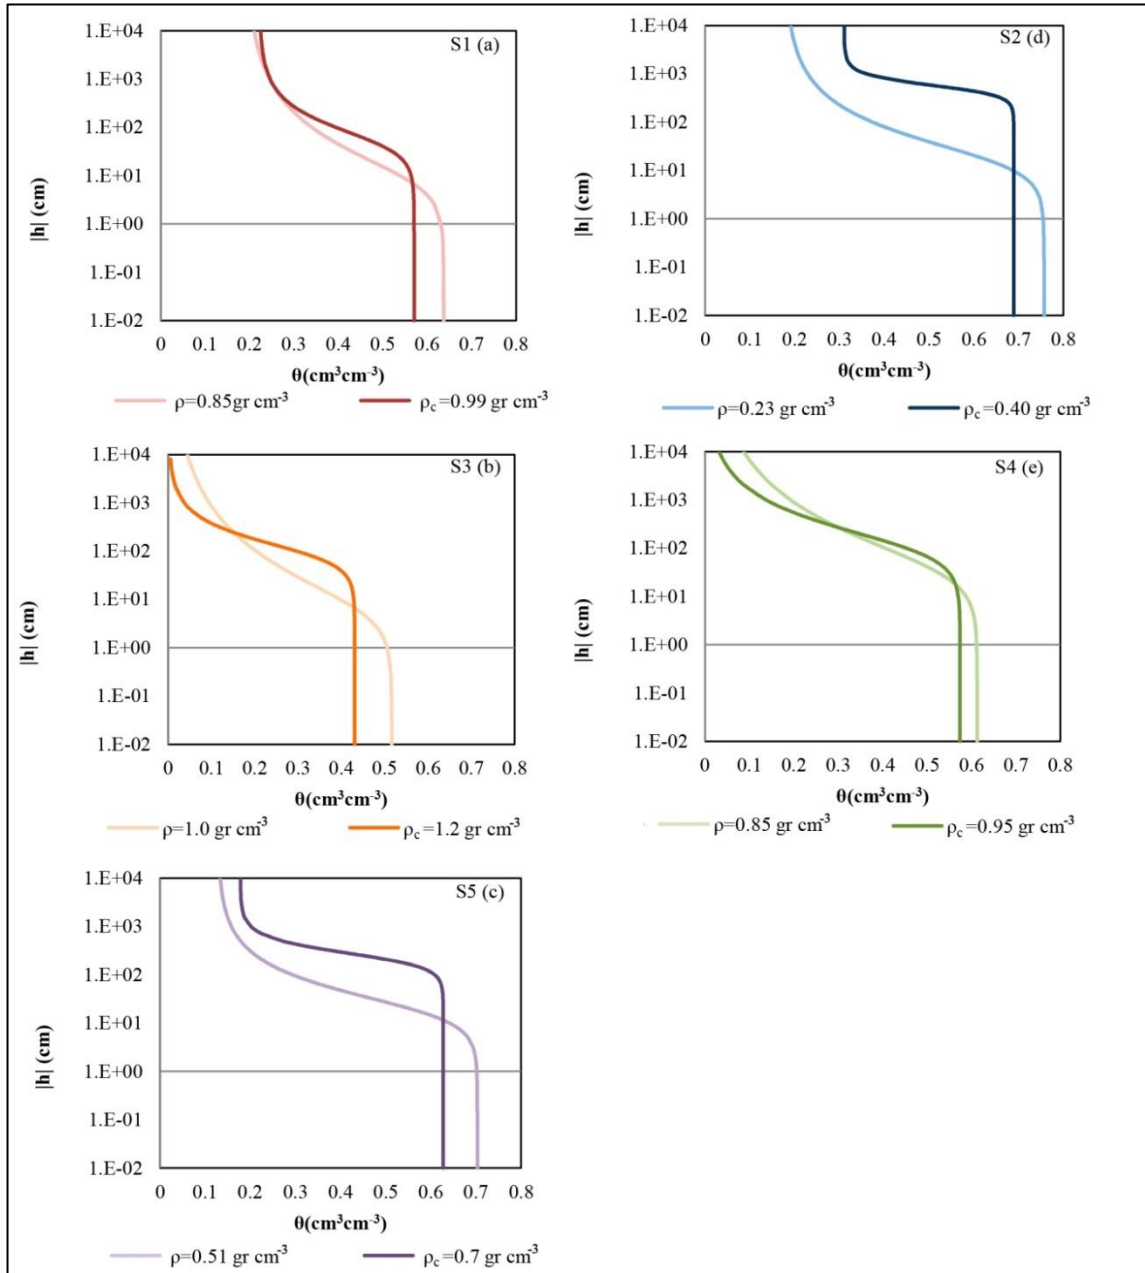 S1 (a)
1.E+04
1.E+03
1.E+02
1.E+01
1.E+00
1.E-01
1.E-02
|h| (cm)
0 0.1 0.2 0.3 0.4 0.5 0.6 0.7 0.8
θ(cm³cm⁻³)
ρ=0.85gr cm⁻³ ρc=0.99 gr cm⁻³
S2 (d)
1.E+04
1.E+03
1.E+02
1.E+01
1.E+00
1.E-01
1.E-02
|h| (cm)
0 0.1 0.2 0.3 0.4 0.5 0.6 0.7 0.8
θ(cm³cm⁻³)
ρ=0.23 gr cm⁻³ ρc=0.40 gr cm⁻³
S3 (b)
1.E+04
1.E+03
1.E+02
1.E+01
1.E+00
1.E-01
1.E-02
|h| (cm)
0 0.1 0.2 0.3 0.4 0.5 0.6 0.7 0.8
θ(cm³cm⁻³)
ρ=1.0 gr cm⁻³ ρc=1.2 gr cm⁻³
S4 (e)
1.E+04
1.E+03
1.E+02
1.E+01
1.E+00
1.E-01
1.E-02
|h| (cm)
0 0.1 0.2 0.3 0.4 0.5 0.6 0.7 0.8
θ(cm³cm⁻³)
ρ=0.85 gr cm⁻³ ρc=0.95 gr cm⁻³
S5 (c)
1.E+04
1.E+03
1.E+02
1.E+01
1.E+00
1.E-01
1.E-02
|h| (cm)
0 0.1 0.2 0.3 0.4 0.5 0.6 0.7 0.8
θ(cm³cm⁻³)
ρ=0.51 gr cm⁻³ ρc=0.7 gr cm⁻³